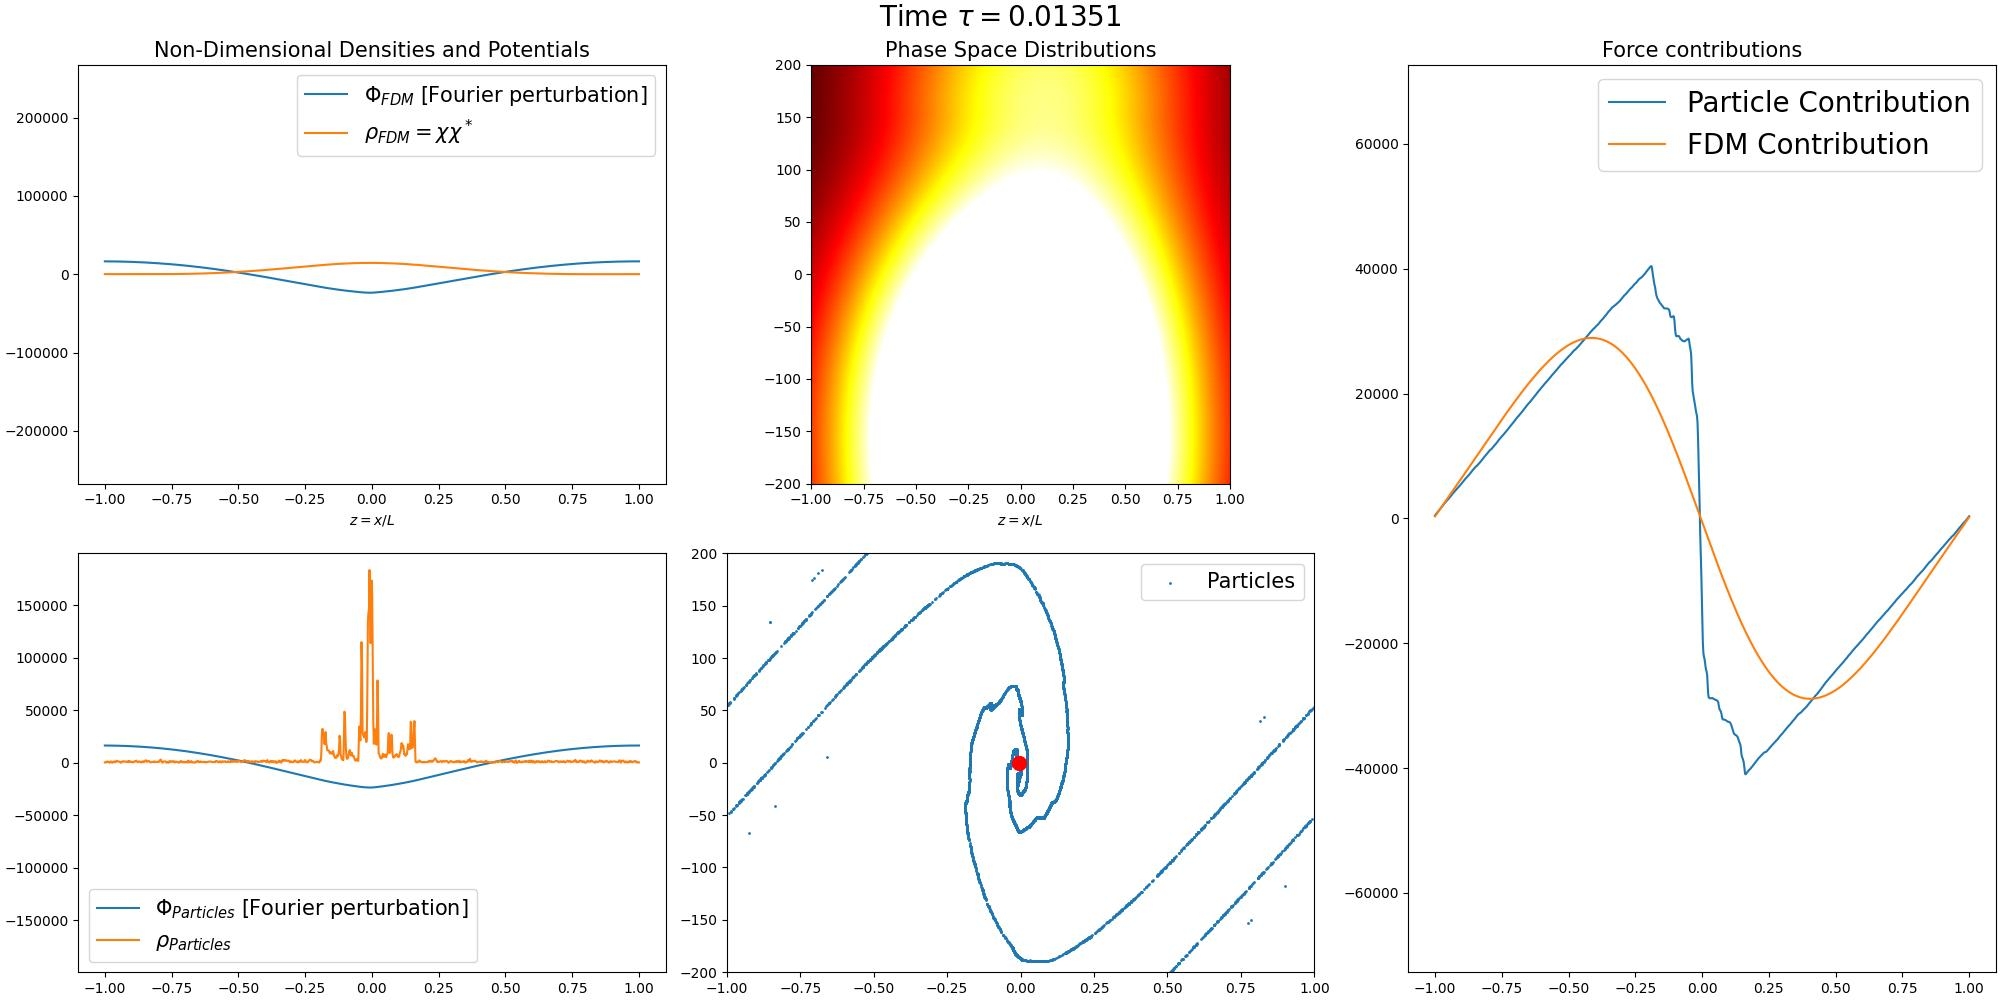 Time τ = 0.01351
Non-Dimensional Densities and Potentials
Φ_FDM [Fourier perturbation]
ρ_FDM = χχ*
200000
100000
0
−100000
−200000
−1.00 −0.75 −0.50 −0.25 0.00 0.25 0.50 0.75 1.00
z = x/L
Phase Space Distributions
200
150
100
50
0
−50
−100
−150
−200
−1.00 −0.75 −0.50 −0.25 0.00 0.25 0.50 0.75 1.00
z = x/L
Force contributions
Particle Contribution
FDM Contribution
60000
40000
20000
0
−20000
−40000
−60000
−1.00 −0.75 −0.50 −0.25 0.00 0.25 0.50 0.75 1.00
150000
100000
50000
0
−50000
−100000
−150000
Φ_Particles [Fourier perturbation]
ρ_Particles
−1.00 −0.75 −0.50 −0.25 0.00 0.25 0.50 0.75 1.00
Particles
200
150
100
50
0
−50
−100
−150
−200
−1.00 −0.75 −0.50 −0.25 0.00 0.25 0.50 0.75 1.00